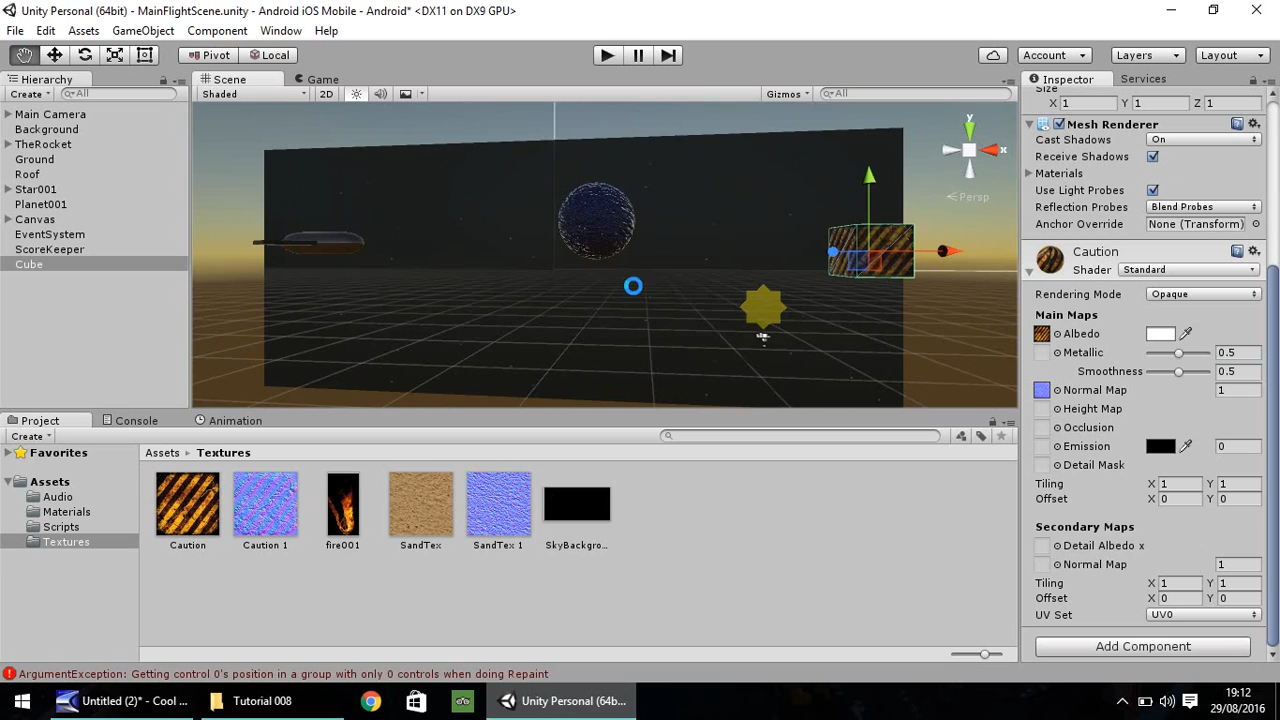 Unity Personal (64bit) - MainFlightScene.unity - Android iOS Mobile - Android* <DX11 on DX9 GPU>
File Edit Assets GameObject Component Window Help
Pivot Local Account Layers Layout
Hierarchy
Create All
Main Camera
Background
TheRocket
Ground
Roof
Star001
Planet001
Canvas
EventSystem
ScoreKeeper
Cube
Scene Game
Shaded 2D Gizmos All
y
x
Persp
Inspector Services
Size
X 1 Y 1 Z 1
Mesh Renderer
Cast Shadows On
Receive Shadows
Materials
Use Light Probes
Reflection Probes Blend Probes
Anchor Override None (Transform)
Caution
Shader Standard
Rendering Mode Opaque
Main Maps
Albedo
Metallic 0.5
Smoothness 0.5
Normal Map 1
Height Map
Occlusion
Emission 0
Detail Mask
Tiling X 1 Y 1
Offset X 0 Y 0
Secondary Maps
Detail Albedo x
Normal Map 1
Tiling X 1 Y 1
Offset X 0 Y 0
UV Set UV0
Add Component
Project Console Animation
Create
Favorites
Assets
Audio
Materials
Scripts
Textures
Assets Textures
Caution Caution 1 fire001 SandTex SandTex 1 SkyBackgro...
ArgumentException: Getting control 0's position in a group with only 0 controls when doing Repaint
Untitled (2)* - Cool ... Tutorial 008 Unity Personal (64b... 19:12
29/08/2016